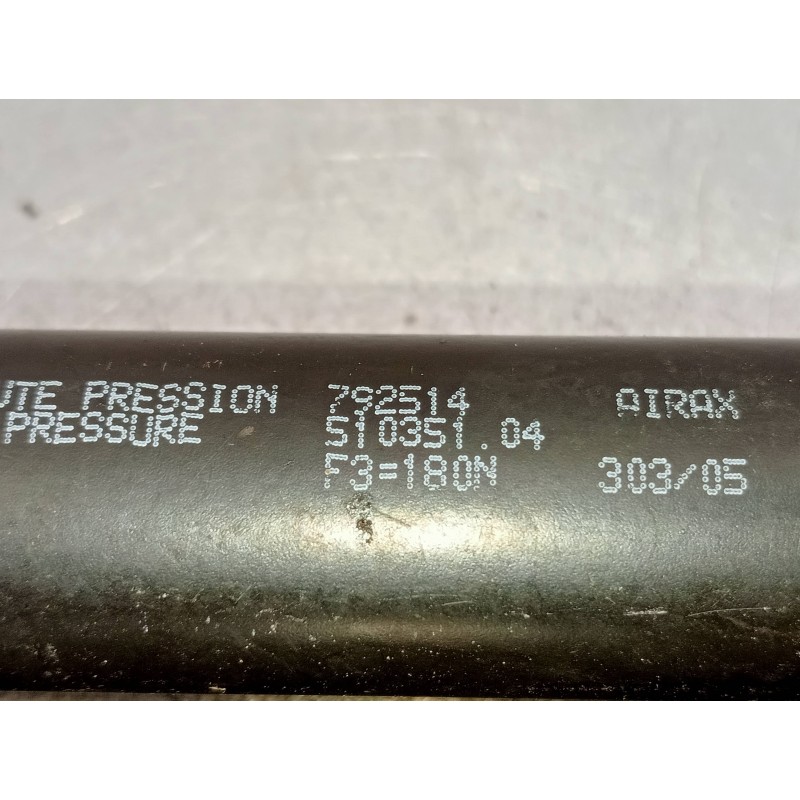 UTE PRESSION 792514 AIRAX
PRESSURE 510351.04
F3=180N 303/05